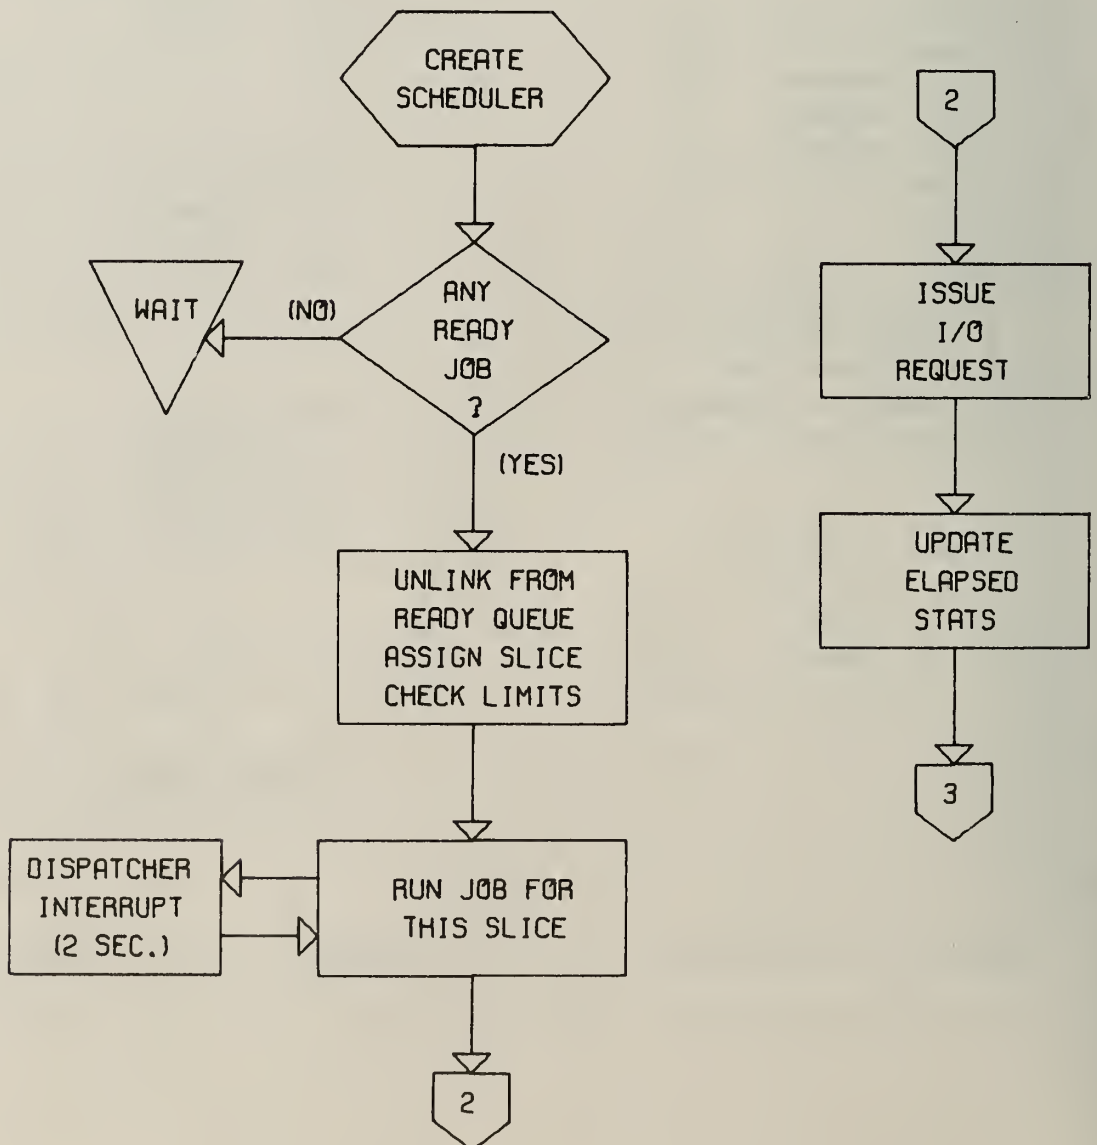 CREATE
SCHEDULER
ANY
READY
JOB
?
(NO)
WAIT
(YES)
UNLINK FROM
READY QUEUE
ASSIGN SLICE
CHECK LIMITS
RUN JOB FOR
THIS SLICE
DISPATCHER
INTERRUPT
(2 SEC.)
2
2
ISSUE
I/O
REQUEST
UPDATE
ELAPSED
STATS
3